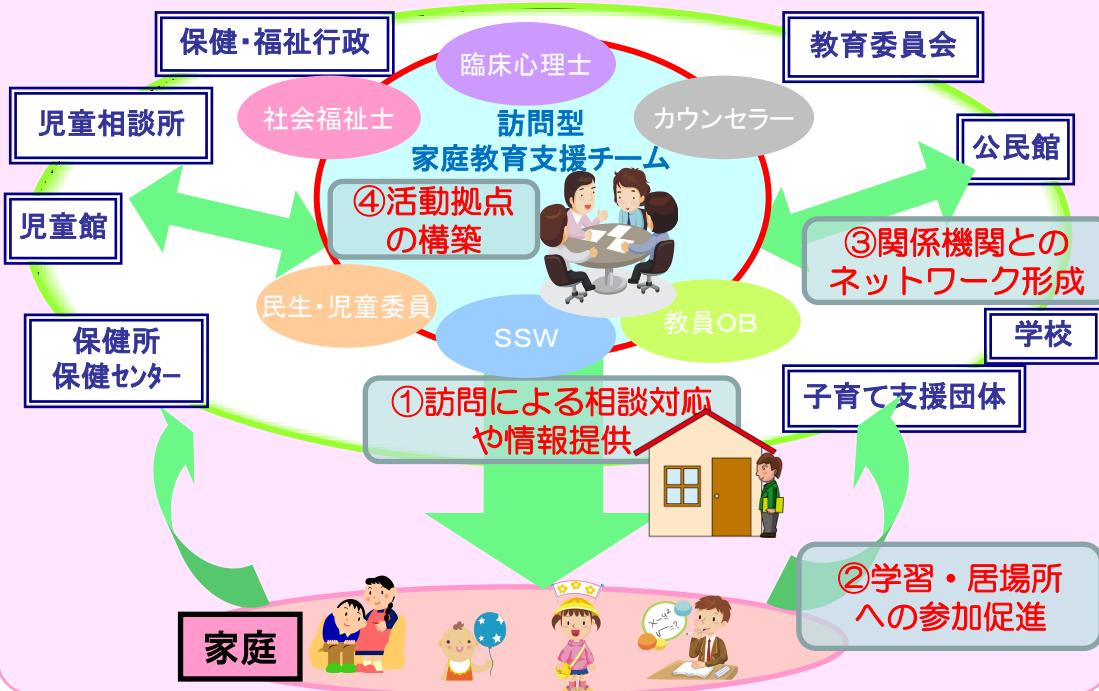 保健・福祉行政
教育委員会
臨床心理士
児童相談所
社会福祉士
カウンセラー
訪問型
家庭教育支援チーム
公民館
④活動拠点
の構築
児童館
③関係機関との
ネットワーク形成
民生・児童委員
SSW
教員OB
学校
保健所
保健センター
①訪問による相談対応
や情報提供
子育て支援団体
②学習・居場所
への参加促進
家庭
x-y²
√=?